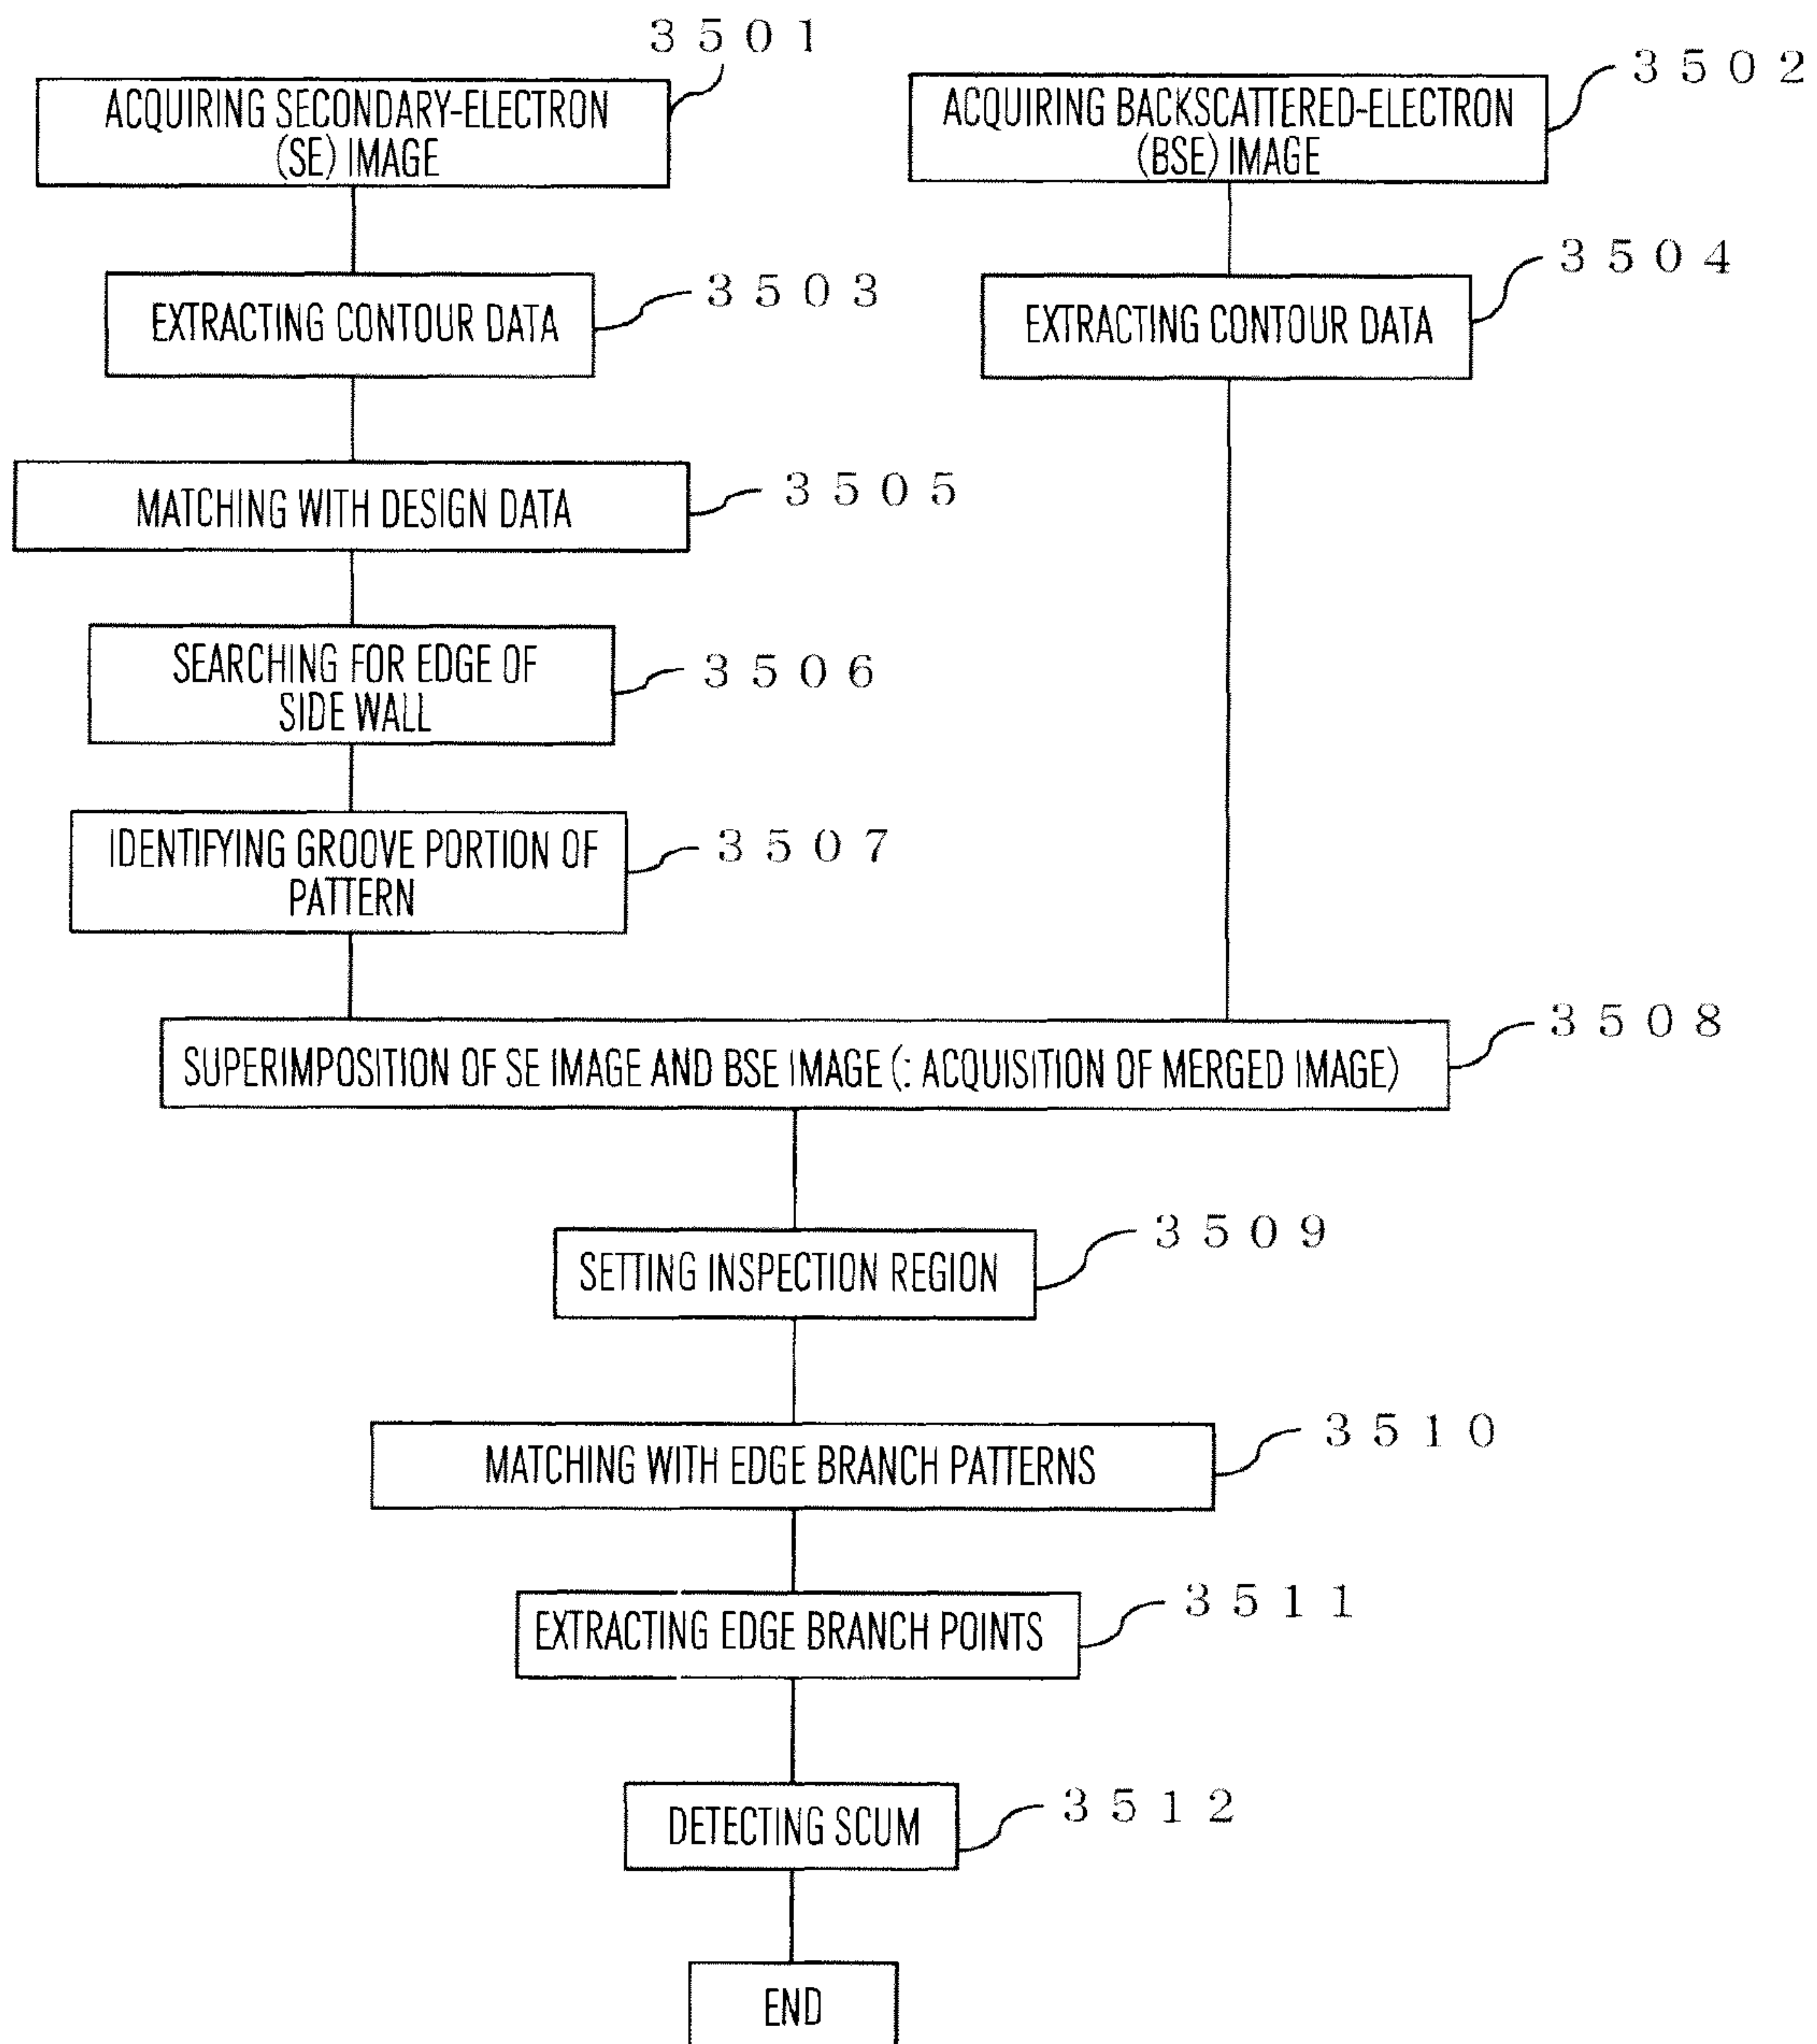 3501
ACQUIRING SECONDARY-ELECTRON
(SE) IMAGE
3502
ACQUIRING BACKSCATTERED-ELECTRON
(BSE) IMAGE
3503
EXTRACTING CONTOUR DATA
3504
EXTRACTING CONTOUR DATA
3505
MATCHING WITH DESIGN DATA
3506
SEARCHING FOR EDGE OF
SIDE WALL
3507
IDENTIFYING GROOVE PORTION OF
PATTERN
3508
SUPERIMPOSITION OF SE IMAGE AND BSE IMAGE (: ACQUISITION OF MERGED IMAGE)
3509
SETTING INSPECTION REGION
3510
MATCHING WITH EDGE BRANCH PATTERNS
3511
EXTRACTING EDGE BRANCH POINTS
3512
DETECTING SCUM
END